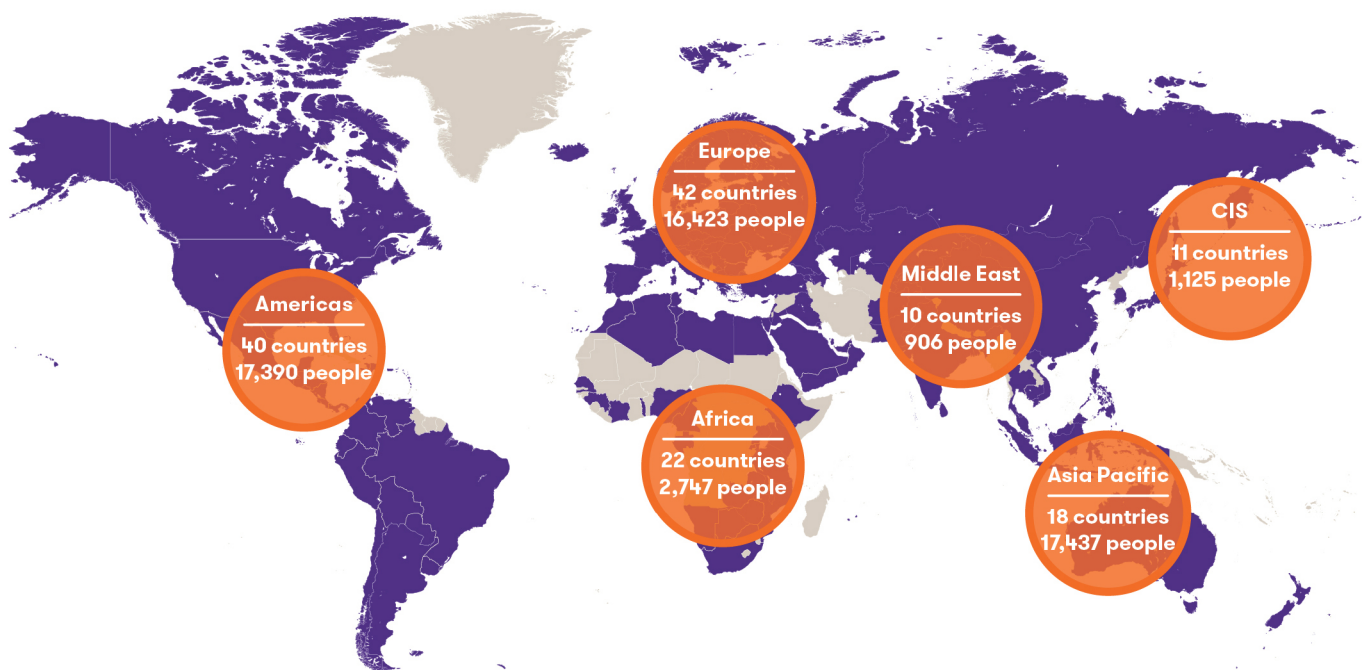 Europe
42 countries
16,423 people
CIS
11 countries
1,125 people
Middle East
10 countries
906 people
Americas
40 countries
17,390 people
Africa
22 countries
2,747 people
Asia Pacific
18 countries
17,437 people